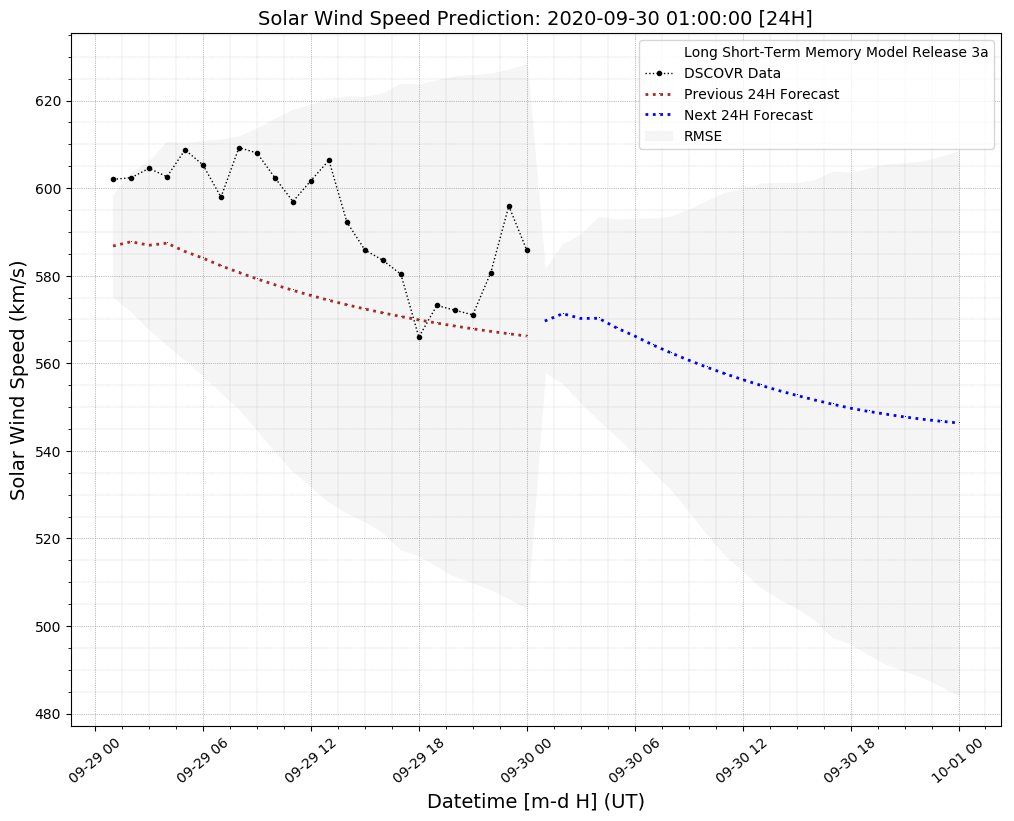 Solar Wind Speed Prediction: 2020-09-30 01:00:00 [24H]
Long Short-Term Memory Model Release 3a
DSCOVR Data
Previous 24H Forecast
Next 24H Forecast
RMSE
Solar Wind Speed (km/s)
620
600
580
560
540
520
500
480
09-29 00
09-29 06
09-29 12
09-29 18
09-30 00
09-30 06
09-30 12
09-30 18
10-01 00
Datetime [m-d H] (UT)